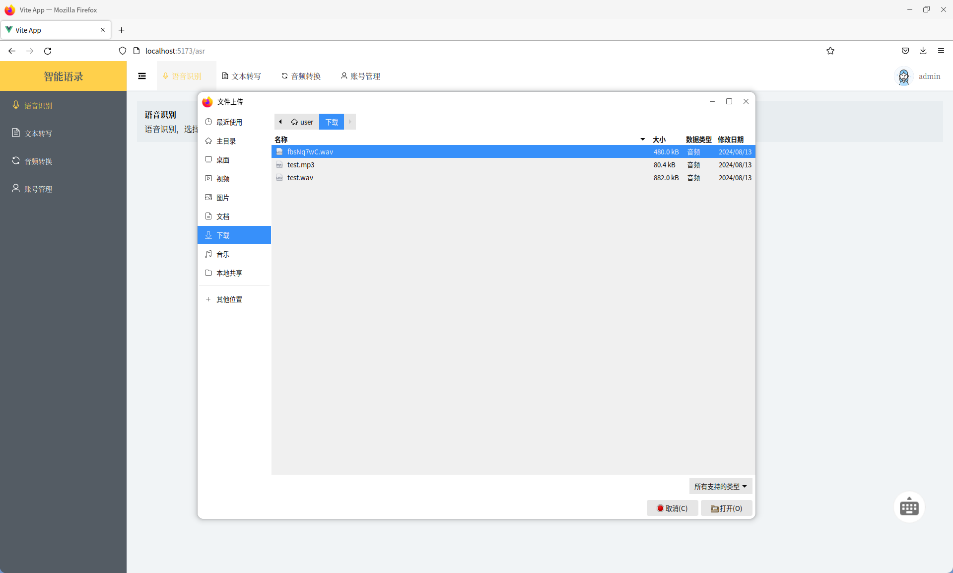 Vite App — Mozilla Firefox
Vite App
localhost:5173/asr
智能语录
语音识别
文本转写
音频转换
账号管理
admin
语音识别
文本转写
音频转换
账号管理
语音识别
语音识别，选择
文件上传
最近使用
主目录
桌面
视频
图片
文档
下载
音乐
本地共享
其他位置
user 下载
名称 大小 数据类型 修改日期
fbsNq7wC.wav 480.0 kB 音频 2024/08/13
test.mp3 80.4 kB 音频 2024/08/13
test.wav 882.0 kB 音频 2024/08/13
所有支持的类型
取消(C) 打开(O)